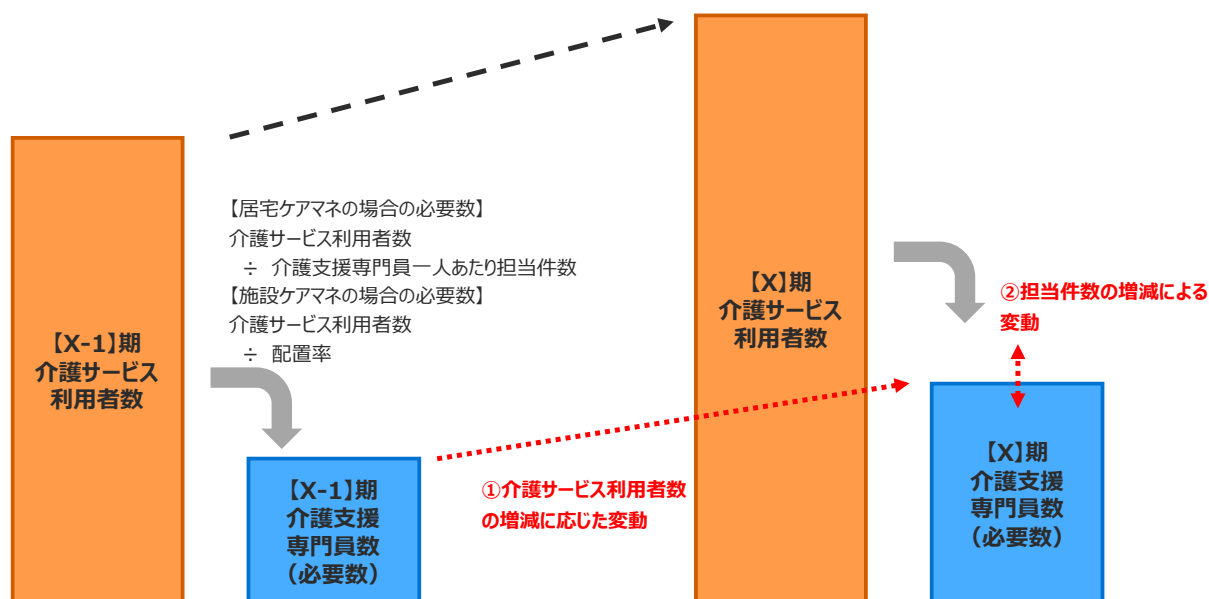 【X-1】期
介護サービス
利用者数
【居宅ケアマネの場合の必要数】
介護サービス利用者数
÷ 介護支援専門員一人あたり担当件数
【施設ケアマネの場合の必要数】
介護サービス利用者数
÷ 配置率
【X-1】期
介護支援
専門員数
（必要数）
①介護サービス利用者数
の増減に応じた変動
【X】期
介護サービス
利用者数
②担当件数の増減による
変動
【X】期
介護支援
専門員数
（必要数）